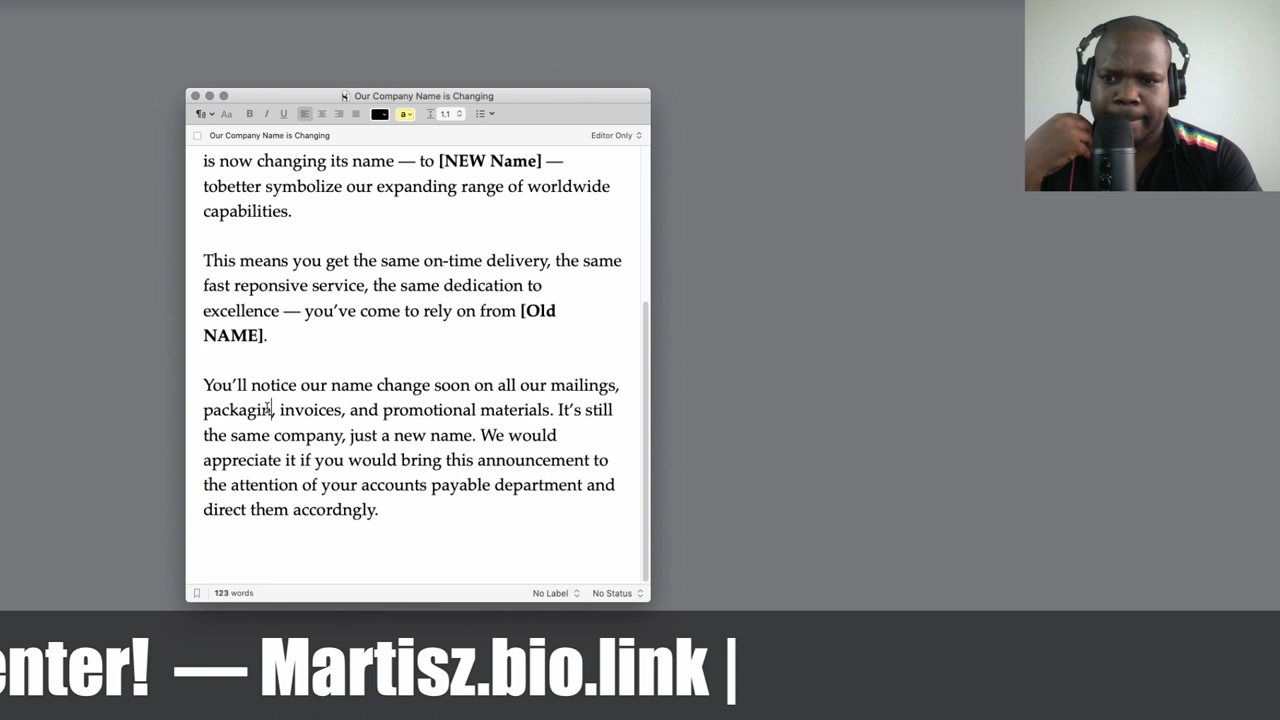 Our Company Name is Changing
Aa B I U a 1.1
Our Company Name is Changing Editor Only
is now changing its name — to [NEW Name] —
tobetter symbolize our expanding range of worldwide
capabilities.
This means you get the same on-time delivery, the same
fast reponsive service, the same dedication to
excellence — you’ve come to rely on from [Old
NAME].
You’ll notice our name change soon on all our mailings,
packagin, invoices, and promotional materials. It’s still
the same company, just a new name. We would
appreciate it if you would bring this announcement to
the attention of your accounts payable department and
direct them accordngly.
123 words No Label No Status
enter! — Martisz.bio.link |